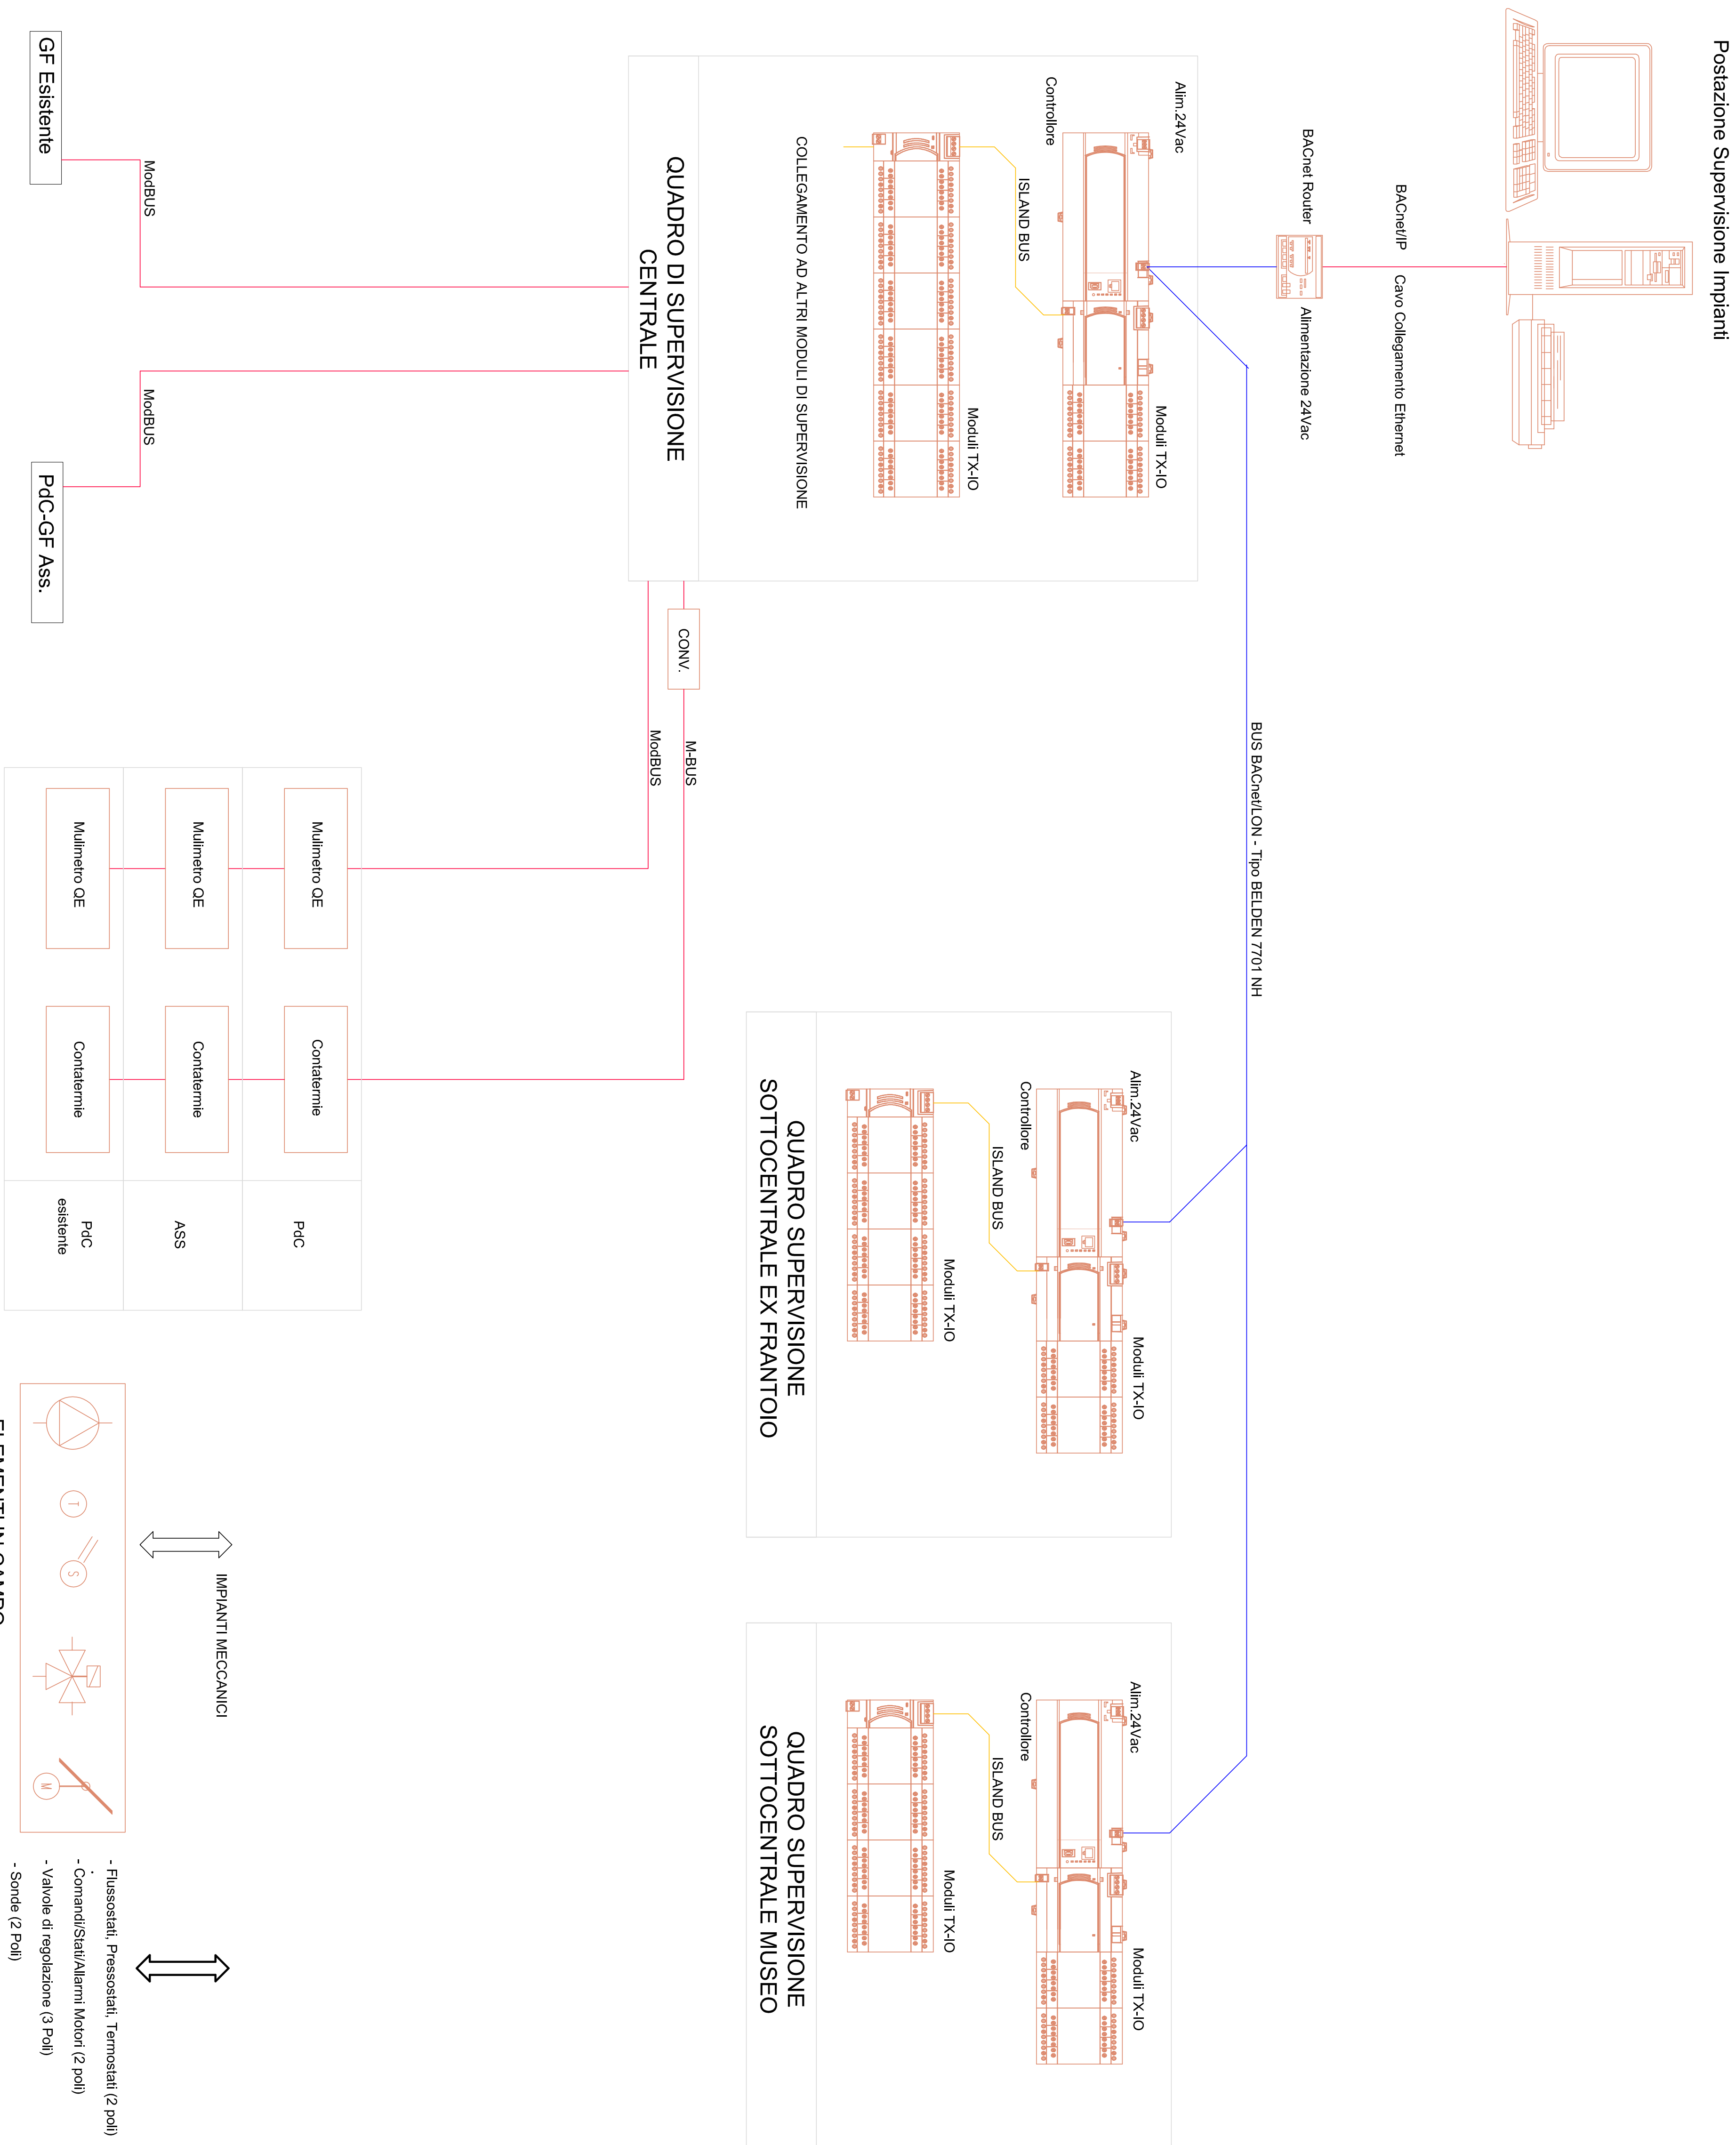 Postazione Supervisione Impianti
BACnet/IP
Cavo Collegamento Ethernet
BACnet Router
Alimentazione 24Vac
BUS BACnet/LON - Tipo BELDEN 7701 NH
Alim.24Vac
Controllore
Moduli TX-IO
ISLAND BUS
Moduli TX-IO
COLLEGAMENTO AD ALTRI MODULI DI SUPERVISIONE
QUADRO DI SUPERVISIONE
CENTRALE
Alim.24Vac
Controllore
Moduli TX-IO
ISLAND BUS
Moduli TX-IO
QUADRO SUPERVISIONE
SOTTOCENTRALE EX FRANTOIO
Alim.24Vac
Controllore
Moduli TX-IO
ISLAND BUS
Moduli TX-IO
QUADRO SUPERVISIONE
SOTTOCENTRALE MUSEO
CONV.
M-BUS
ModBUS
ModBUS
ModBUS
GF Esistente
PdC-GF Ass.
Mulimetro QE
Contatermie
PdC
Mulimetro QE
Contatermie
ASS
Mulimetro QE
Contatermie
PdC
esistente
IMPIANTI MECCANICI
T
S
M
- Flussostati, Pressostati, Termostati (2 poli)
- Comandi/Stati/Allarmi Motori (2 poli)
- Valvole di regolazione (3 Poli)
- Sonde (2 Poli)